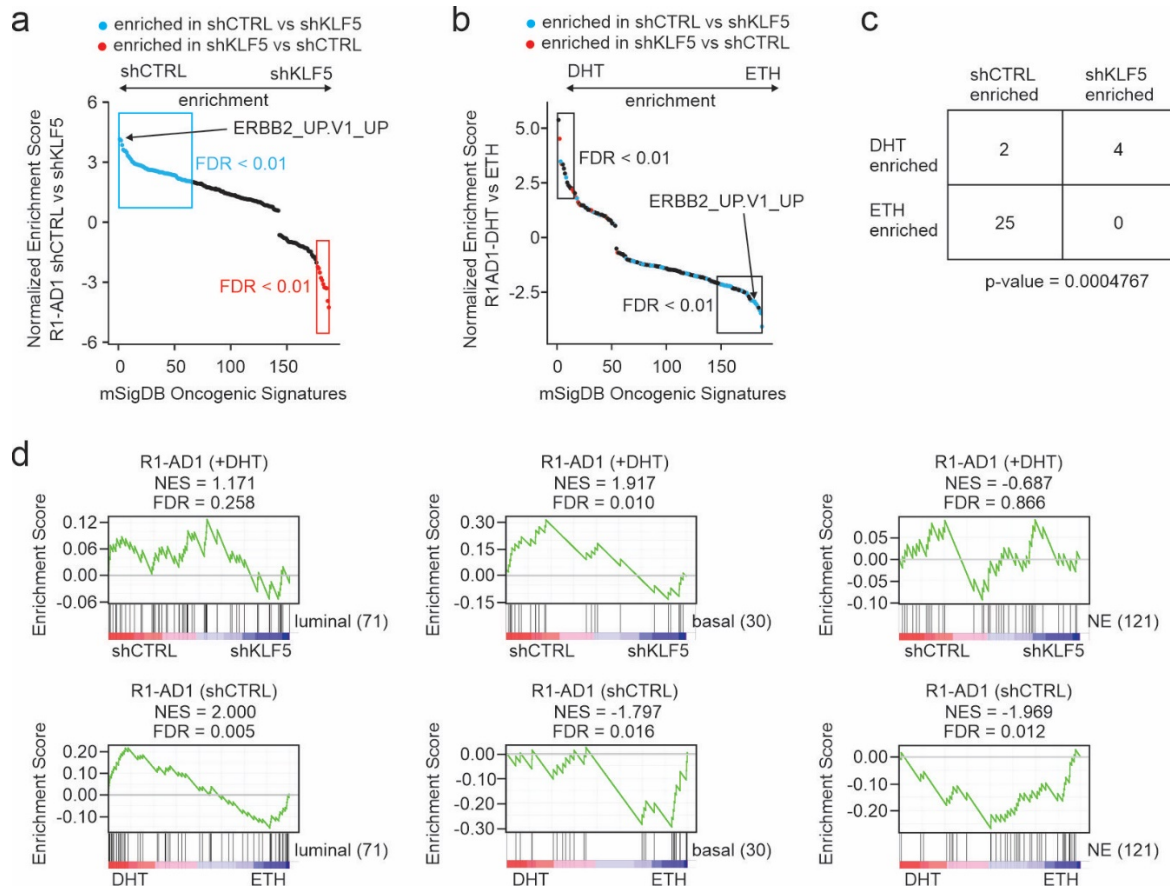 a
enriched in shCTRL vs shKLF5
enriched in shKLF5 vs shCTRL
shCTRL shKLF5
enrichment
Normalized Enrichment Score
R1-AD1 shCTRL vs shKLF5
6
3
0
-3
-6
ERBB2_UP.V1_UP
FDR < 0.01
FDR < 0.01
0 50 100 150
mSigDB Oncogenic Signatures
b
enriched in shCTRL vs shKLF5
enriched in shKLF5 vs shCTRL
DHT ETH
enrichment
Normalized Enrichment Score
R1AD1-DHT vs ETH
5.0
2.5
0
-2.5
FDR < 0.01
ERBB2_UP.V1_UP
FDR < 0.01
0 50 100 150
mSigDB Oncogenic Signatures
c
shCTRL enriched
shKLF5 enriched
DHT enriched
2 4
ETH enriched
25 0
p-value = 0.0004767
d
R1-AD1 (+DHT)
NES = 1.171
FDR = 0.258
Enrichment Score
0.12
0.06
0.00
-0.06
luminal (71)
shCTRL shKLF5
R1-AD1 (+DHT)
NES = 1.917
FDR = 0.010
Enrichment Score
0.30
0.15
0.00
-0.15
basal (30)
shCTRL shKLF5
R1-AD1 (+DHT)
NES = -0.687
FDR = 0.866
Enrichment Score
0.05
0.00
-0.05
-0.10
NE (121)
shCTRL shKLF5
R1-AD1 (shCTRL)
NES = 2.000
FDR = 0.005
Enrichment Score
0.20
0.10
0.00
-0.10
luminal (71)
DHT ETH
R1-AD1 (shCTRL)
NES = -1.797
FDR = 0.016
Enrichment Score
0.00
-0.10
-0.20
-0.30
basal (30)
DHT ETH
R1-AD1 (shCTRL)
NES = -1.969
FDR = 0.012
Enrichment Score
0.00
-0.10
-0.20
NE (121)
DHT ETH